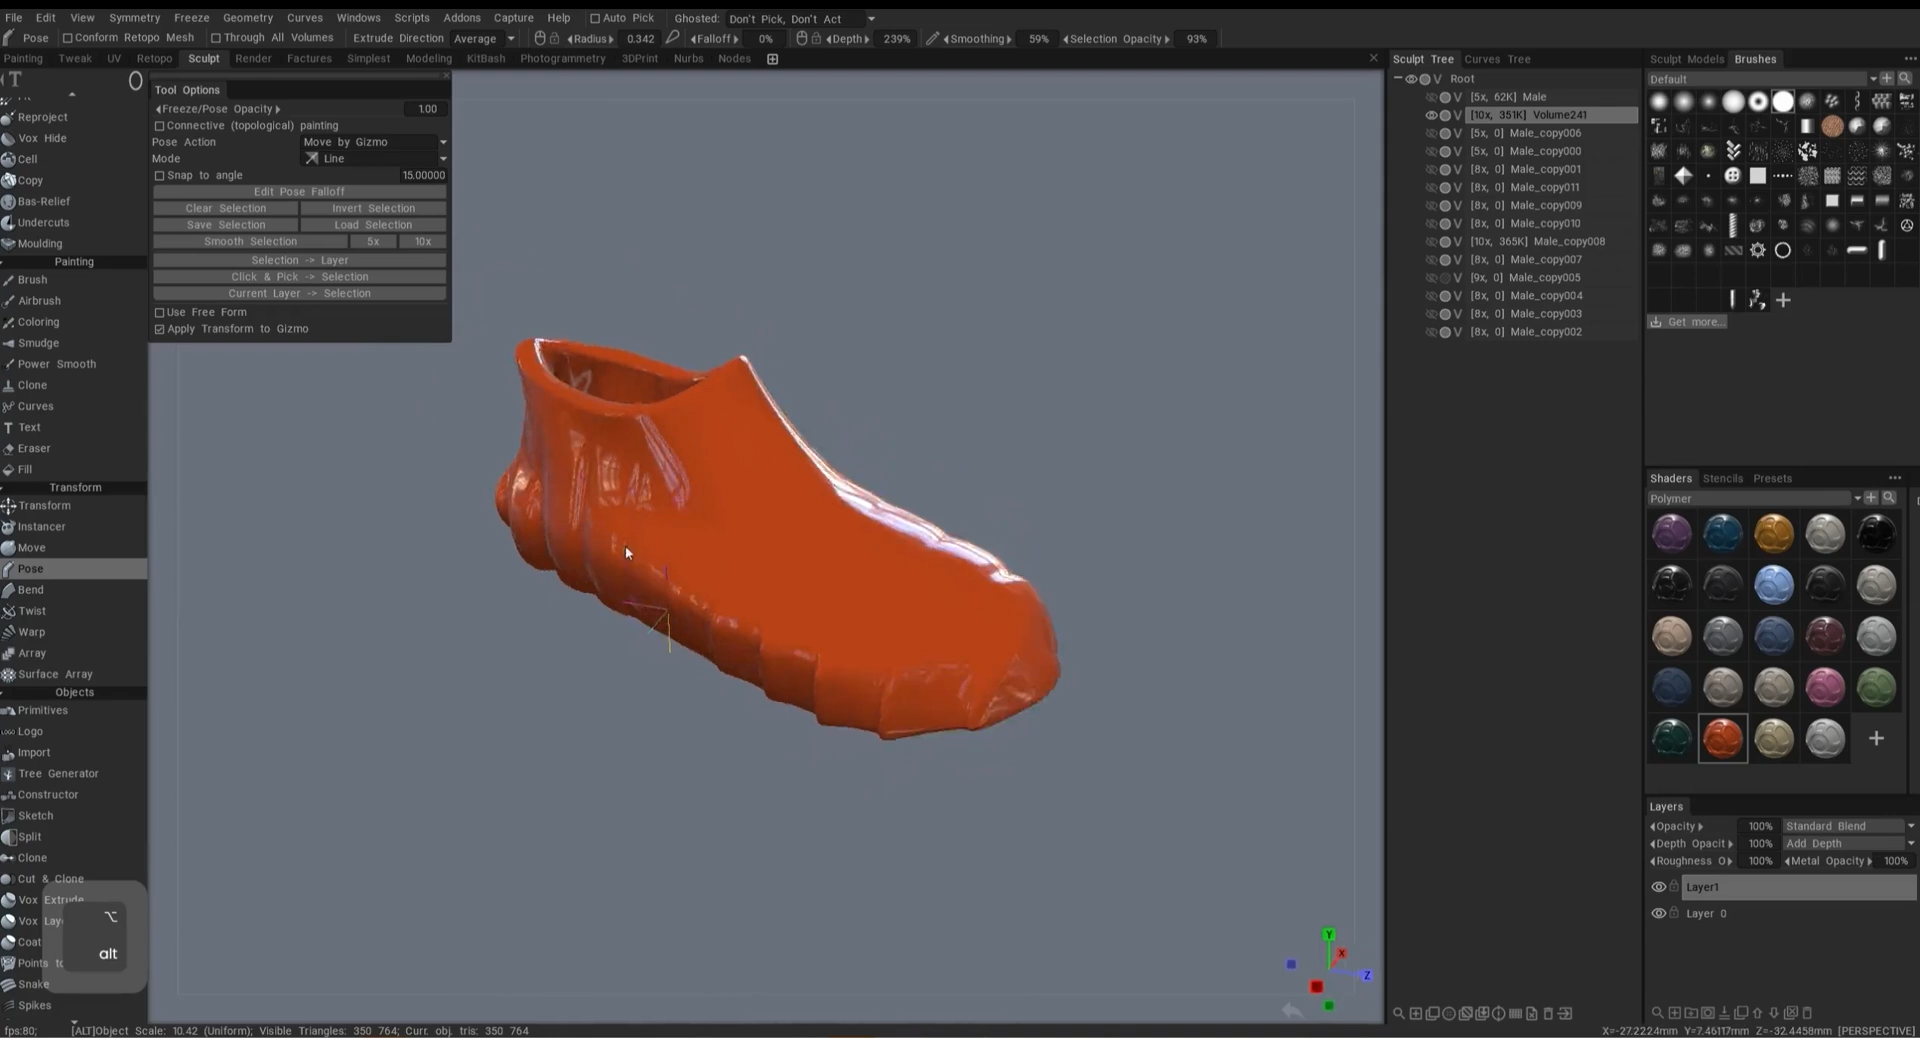 File Edit View Symmetry Freeze Geometry Curves Windows Scripts Addons Capture Help Auto Pick Ghosted: Don't Pick, Don't Act
Pose Conform Retopo Mesh Through All Volumes Extrude Direction Average Radius 0.342 Falloff 0% Depth 239% Smoothing 59% Selection Opacity 93%
Painting Tweak UV Retopo Sculpt Render Factures Simplest Modeling KitBash Photogrammetry 3DPrint Nurbs Nodes
Reproject
Vox Hide
Cell
Copy
Bas-Relief
Undercuts
Moulding
Painting
Brush
Airbrush
Coloring
Smudge
Power Smooth
Clone
Curves
Text
Eraser
Fill
Transform
Transform
Instancer
Move
Pose
Bend
Twist
Warp
Array
Surface Array
Objects
Primitives
Logo
Import
Tree Generator
Constructor
Sketch
Split
Clone
Cut & Clone
Vox Extrude
Vox Lay
Coat
Points to
Snake
Spikes
alt
Tool Options
Freeze/Pose Opacity 1.00
Connective (topological) painting
Pose Action Move by Gizmo
Mode Line
Snap to angle 15.00000
Edit Pose Falloff
Clear Selection Invert Selection
Save Selection Load Selection
Smooth Selection 5x 10x
Selection -> Layer
Click & Pick -> Selection
Current Layer -> Selection
Use Free Form
Apply Transform to Gizmo
Y
X
Z
Sculpt Tree Curves Tree
V Root
V [5x, 62K] Male
V [10x, 351K] Volume241
V [5x, 0] Male_copy006
V [5x, 0] Male_copy000
V [8x, 0] Male_copy001
V [8x, 0] Male_copy011
V [8x, 0] Male_copy009
V [8x, 0] Male_copy010
V [10x, 365K] Male_copy008
V [8x, 0] Male_copy007
V [9x, 0] Male_copy005
V [8x, 0] Male_copy004
V [8x, 0] Male_copy003
V [8x, 0] Male_copy002
Sculpt Models Brushes
Default
Get more...
Shaders Stencils Presets
Polymer
Layers
Opacity 100% Standard Blend
Depth Opacit 100% Add Depth
Roughness O 100% Metal Opacity 100%
Layer1
Layer 0
fps:80; [ALT]Object Scale: 10.42 (Uniform); Visible Triangles: 350 764; Curr. obj. tris: 350 764
X=-27.2224mm Y=7.46117mm Z=-32.4458mm [PERSPECTIVE]